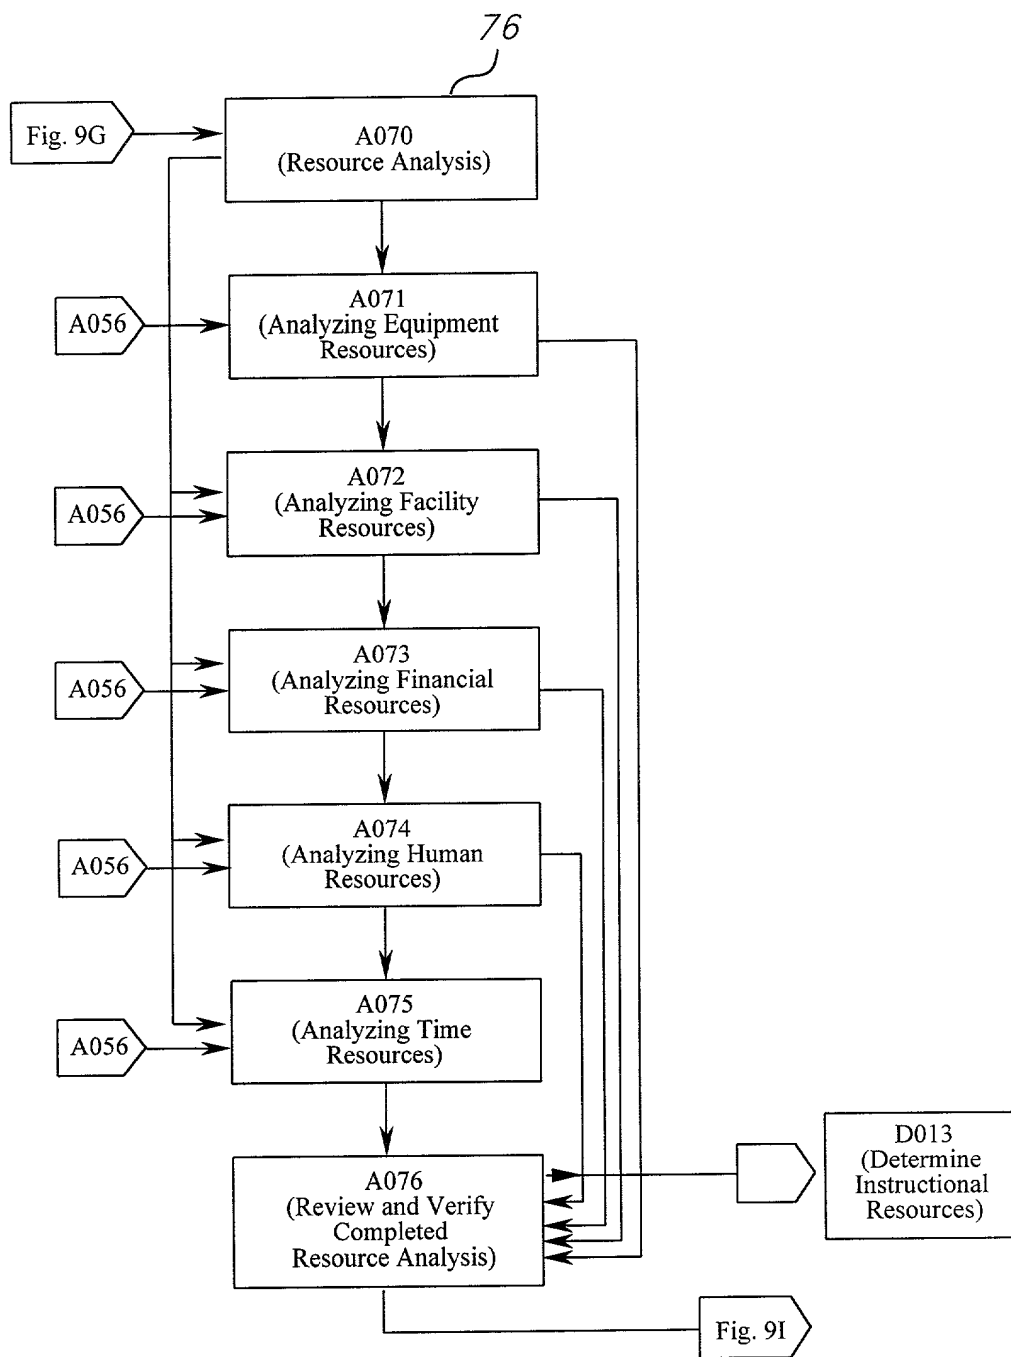 76
Fig. 9G
A070
(Resource Analysis)
A056
A071
(Analyzing Equipment
Resources)
A056
A072
(Analyzing Facility
Resources)
A056
A073
(Analyzing Financial
Resources)
A056
A074
(Analyzing Human
Resources)
A056
A075
(Analyzing Time
Resources)
A076
(Review and Verify
Completed
Resource Analysis)
D013
(Determine
Instructional
Resources)
Fig. 9I